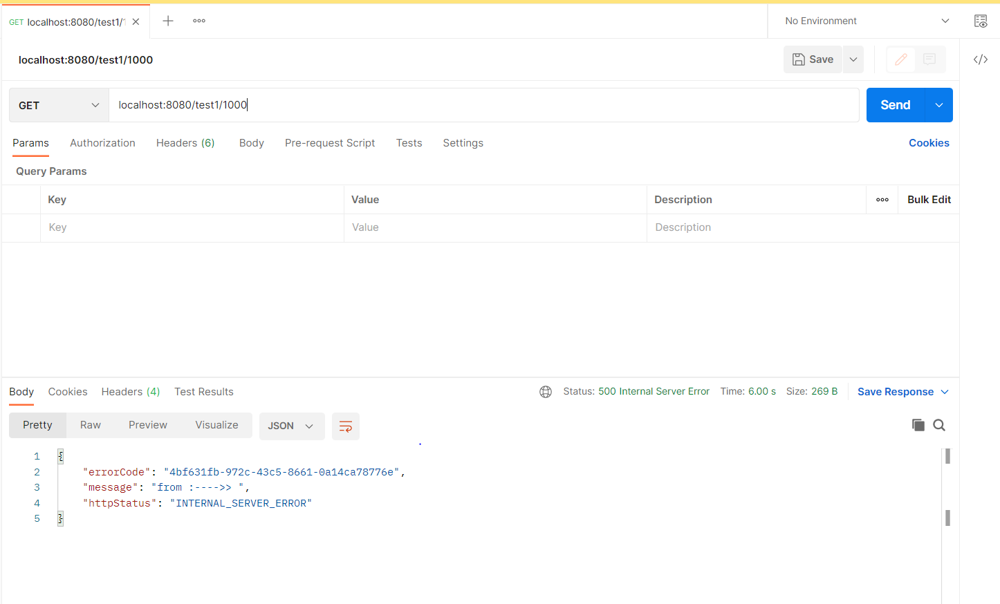 GET localhost:8080/test1/1
No Environment
localhost:8080/test1/1000
Save
GET localhost:8080/test1/1000 Send
Params Authorization Headers (6) Body Pre-request Script Tests Settings Cookies
Query Params
Key Value Description Bulk Edit
Key Value Description
Body Cookies Headers (4) Test Results Status: 500 Internal Server Error Time: 6.00 s Size: 269 B Save Response
Pretty Raw Preview Visualize JSON
1 {
2 "errorCode": "4bf631fb-972c-43c5-8661-0a14ca78776e",
3 "message": "from :---->> ",
4 "httpStatus": "INTERNAL_SERVER_ERROR"
5 }